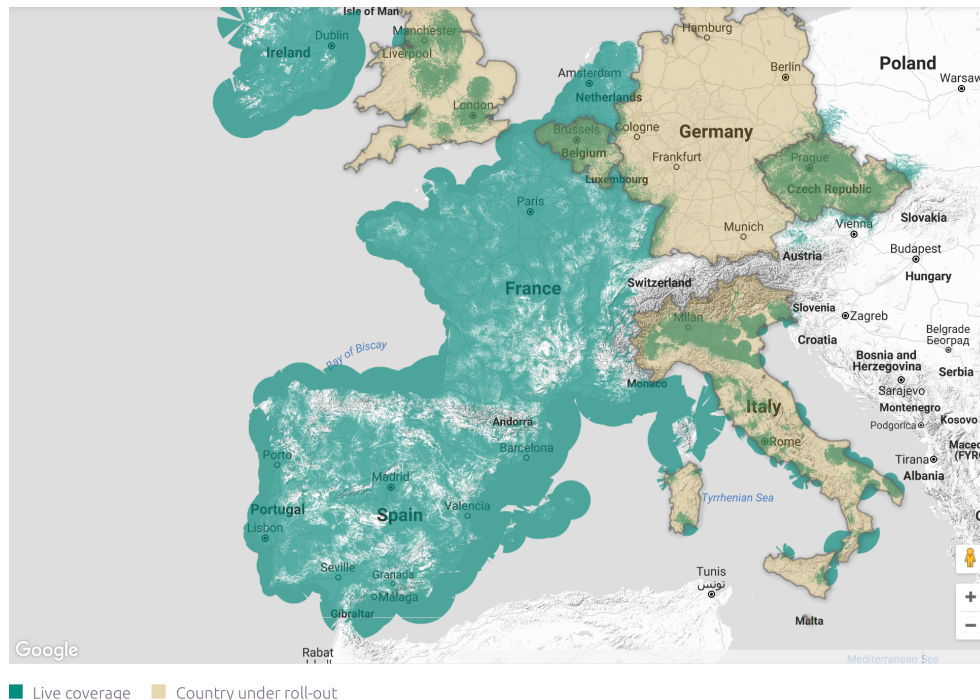 Isle of Man
Hamburg
Dublin
Manchester
Ireland
Liverpool
Berlin
Poland
Amsterdam
Warsaw
Netherlands
London
Brussels
Cologne
Germany
Belgium
Frankfurt
Prague
Luxembourg
Czech Republic
Paris
Slovakia
Munich
Vienna
Budapest
Austria
Hungary
Switzerland
France
Slovenia
Milan
Zagreb
Belgrade
Београд
Croatia
Bay of Biscay
Bosnia and
Herzegovina
Serbia
Monaco
Sarajevo
Montenegro
Italy
Andorra
Kosovo
Podgorica
Rome
Barcelona
Mace
(FYR
Porto
Tirana
Madrid
Albania
Tyrrhenian Sea
Portugal
Valencia
Spain
Lisbon
Seville
Granada
Tunis
تونس
Málaga
Gibraltar
Malta
Google
Rabat
Mediterranean Sea
Live coverage
Country under roll-out